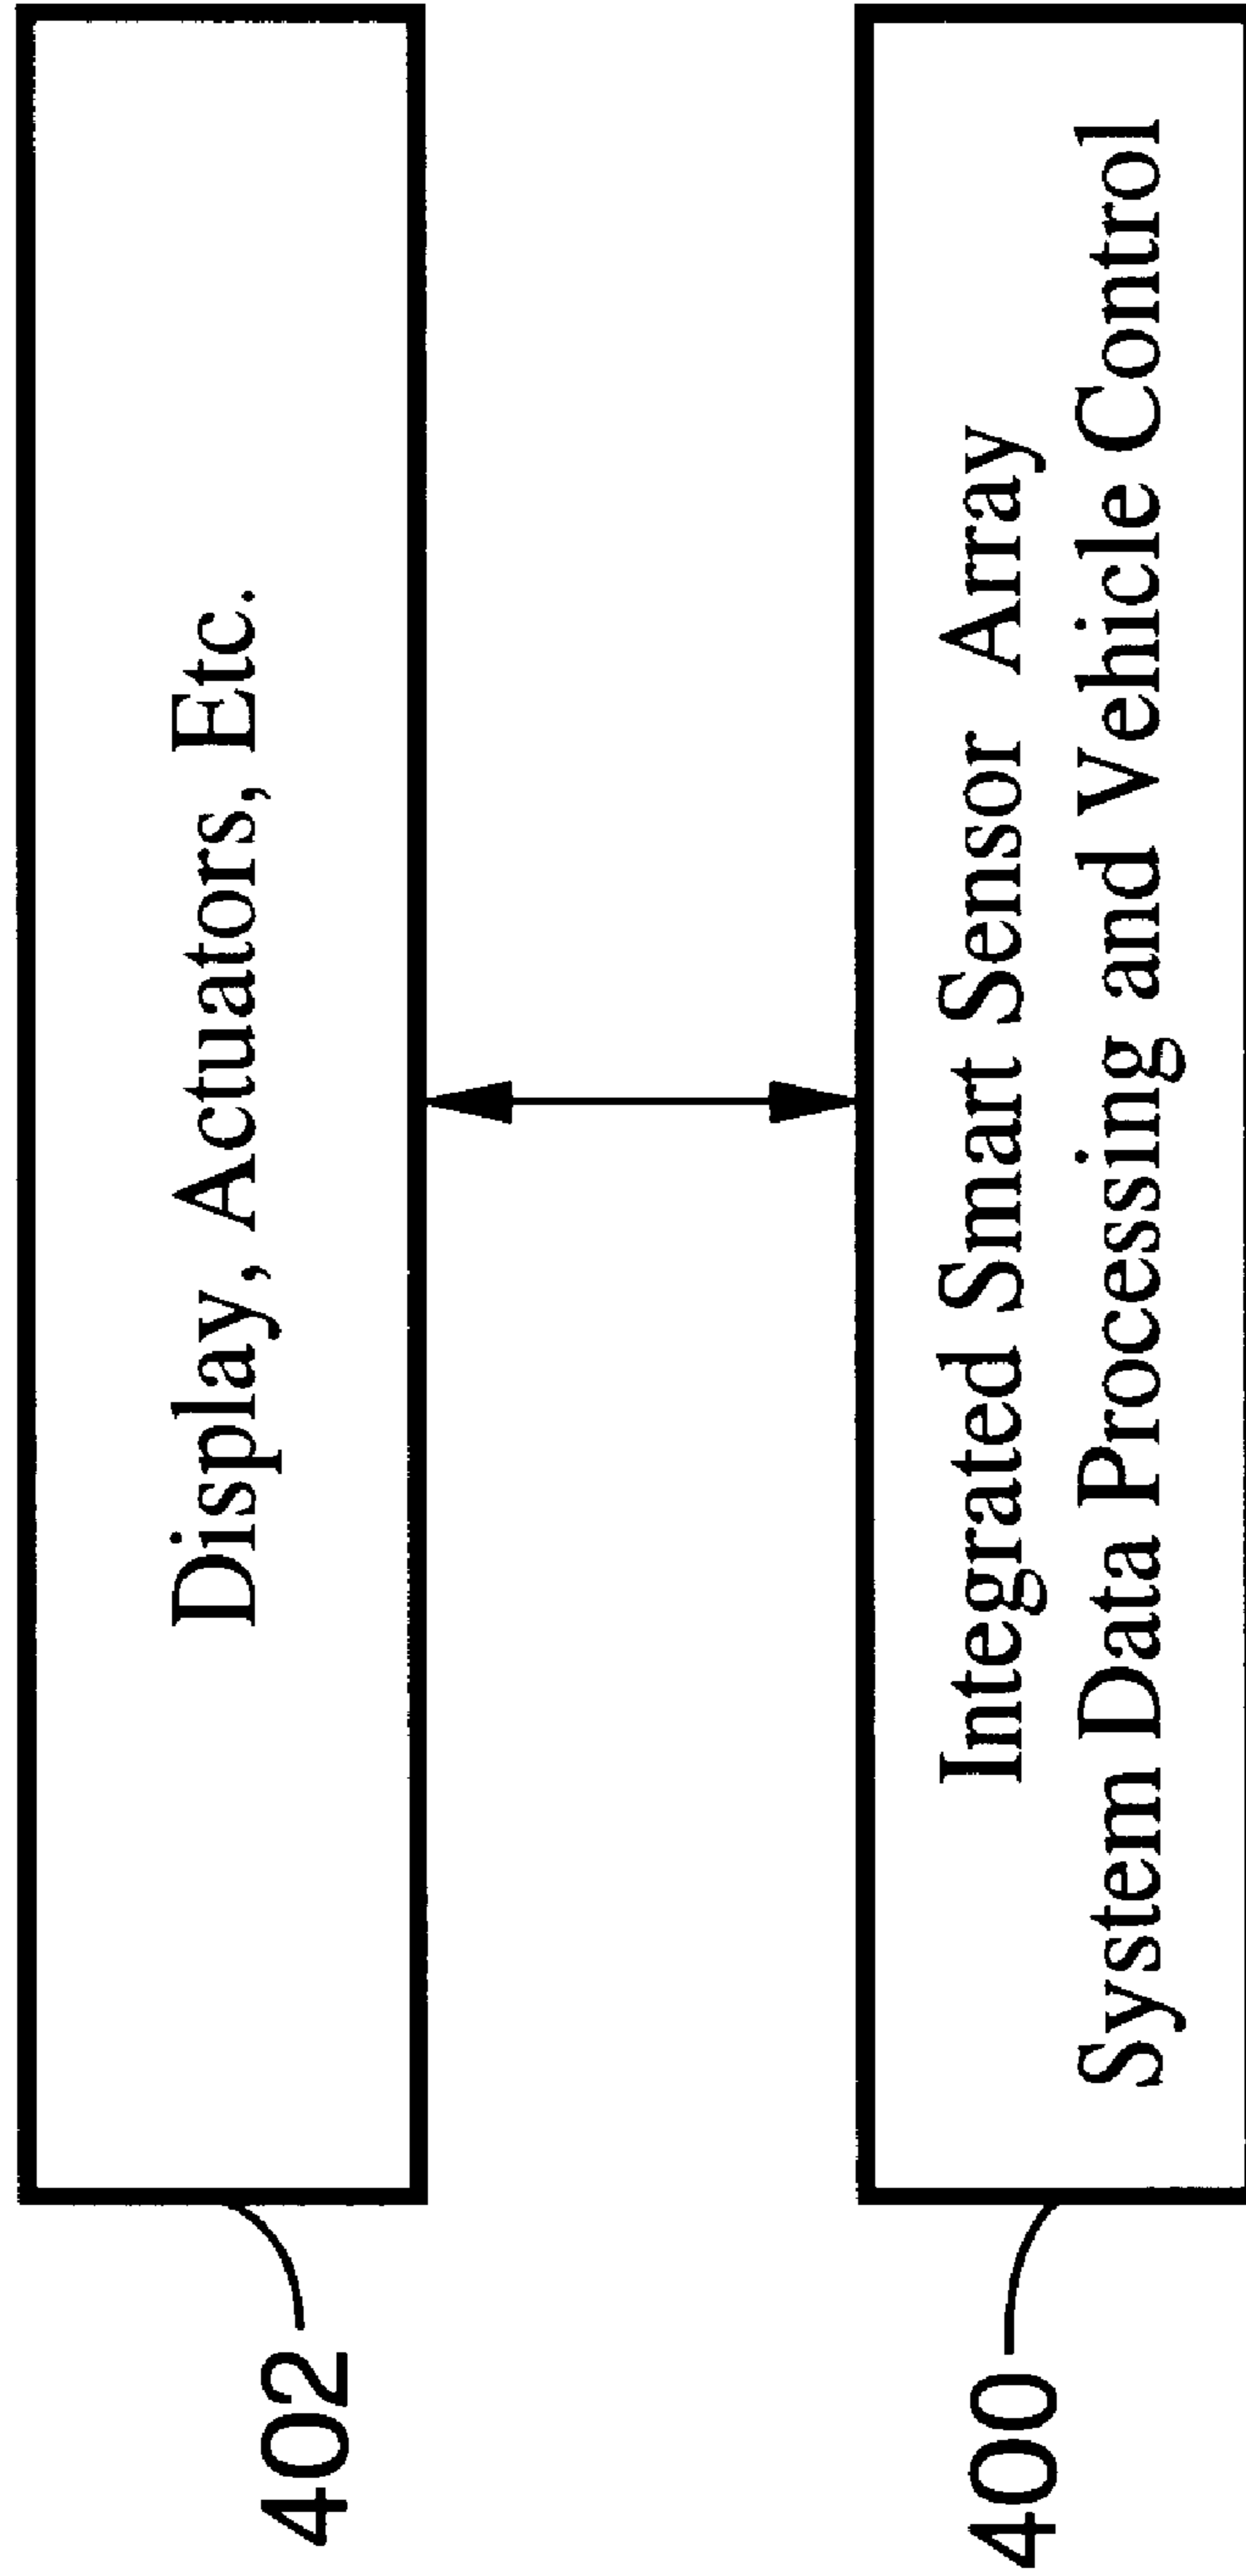 Display, Actuators, Etc.
402
Integrated Smart Sensor Array
System Data Processing and Vehicle Control
400